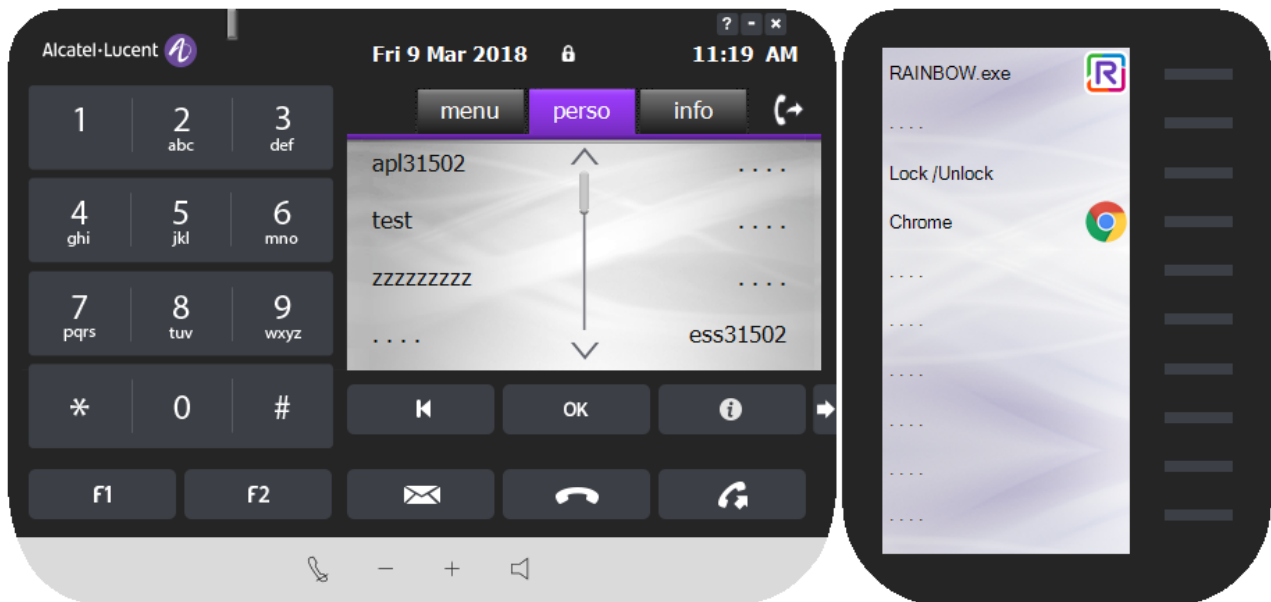 Alcatel·Lucent
? - ×
Fri 9 Mar 2018 11:19 AM
menu perso info
1 2 3
abc def
4 5 6
ghi jkl mno
7 8 9
pqrs tuv wxyz
* 0 #
F1 F2
apl31502 . . . .
test . . . .
zzzzzzzzz . . . .
. . . . ess31502
OK
i
− +
RAINBOW.exe R
. . . .
Lock /Unlock
Chrome
. . . .
. . . .
. . . .
. . . .
. . . .
. . . .